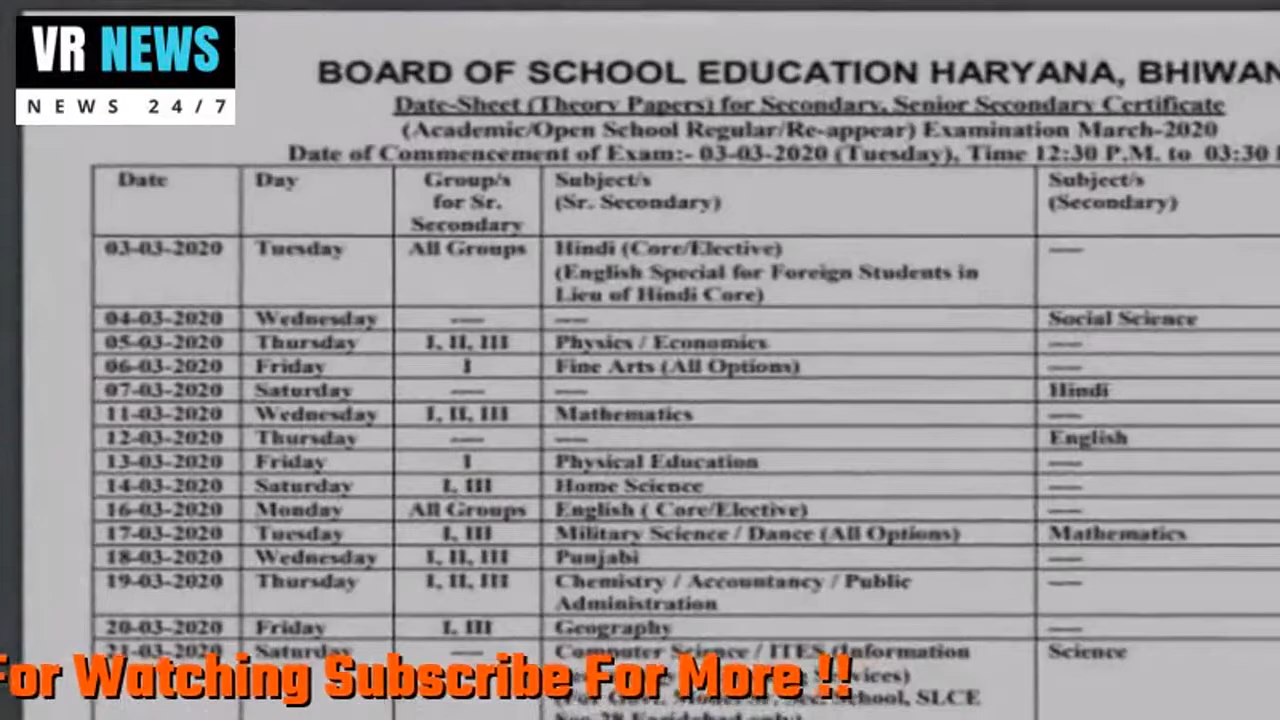 VR NEWS
NEWS 24/7
BOARD OF SCHOOL EDUCATION HARYANA, BHIWAN
Date-Sheet (Theory Papers) for Secondary, Senior Secondary Certificate
(Academic/Open School Regular/Re-appear) Examination March-2020
Date of Commencement of Exam:- 03-03-2020 (Tuesday), Time 12:30 P.M. to 03:30
Date Day Group/s for Sr. Secondary Subject/s (Sr. Secondary) Subject/s (Secondary)
03-03-2020 Tuesday All Groups Hindi (Core/Elective) ----
(English Special for Foreign Students in
Lieu of Hindi Core)
04-03-2020 Wednesday ---- ---- Social Science
05-03-2020 Thursday I, II, III Physics / Economics ----
06-03-2020 Friday I Fine Arts (All Options) ----
07-03-2020 Saturday ---- ---- Hindi
11-03-2020 Wednesday I, II, III Mathematics ----
12-03-2020 Thursday ---- ---- English
13-03-2020 Friday I Physical Education ----
14-03-2020 Saturday I, III Home Science ----
16-03-2020 Monday All Groups English ( Core/Elective) ----
17-03-2020 Tuesday I, III Military Science / Dance (All Options) Mathematics
18-03-2020 Wednesday I, II, III Punjabi ----
19-03-2020 Thursday I, II, III Chemistry / Accountancy / Public ----
Administration
20-03-2020 Friday I, III Geography ----
21-03-2020 Saturday ---- Computer Science / ITES (Information Science
For Watching Subscribe For More !!
School, SLCE